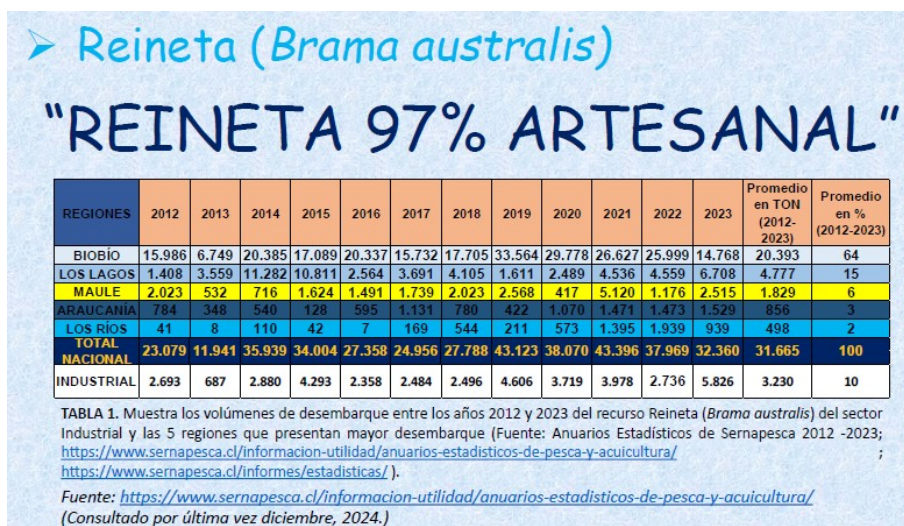 ➢ Reineta (Brama australis)
“REINETA 97% ARTESANAL”
REGIONES 2012 2013 2014 2015 2016 2017 2018 2019 2020 2021 2022 2023 Promedio en TON (2012-2023) Promedio en % (2012-2023)
BIOBÍO 15.986 6.749 20.385 17.089 20.337 15.732 17.705 33.564 29.778 26.627 25.999 14.768 20.393 64
LOS LAGOS 1.408 3.559 11.282 10.811 2.564 3.691 4.105 1.611 2.489 4.536 4.559 6.708 4.777 15
MAULE 2.023 532 716 1.624 1.491 1.739 2.023 2.568 417 5.120 1.176 2.515 1.829 6
ARAUCANÍA 784 348 540 128 595 1.131 780 422 1.070 1.471 1.473 1.529 856 3
LOS RÍOS 41 8 110 42 7 169 544 211 573 1.395 1.939 939 498 2
TOTAL NACIONAL 23.079 11.941 35.939 34.004 27.358 24.956 27.788 43.123 38.070 43.396 37.969 32.360 31.665 100
INDUSTRIAL 2.693 687 2.880 4.293 2.358 2.484 2.496 4.606 3.719 3.978 2.736 5.826 3.230 10
TABLA 1. Muestra los volúmenes de desembarque entre los años 2012 y 2023 del recurso Reineta (Brama australis) del sector
Industrial y las 5 regiones que presentan mayor desembarque (Fuente: Anuarios Estadísticos de Sernapesca 2012 -2023;
https://www.sernapesca.cl/informacion-utilidad/anuarios-estadisticos-de-pesca-y-acuicultura/ ;
https://www.sernapesca.cl/informes/estadisticas/ ).
Fuente: https://www.sernapesca.cl/informacion-utilidad/anuarios-estadisticos-de-pesca-y-acuicultura/
(Consultado por última vez diciembre, 2024.)